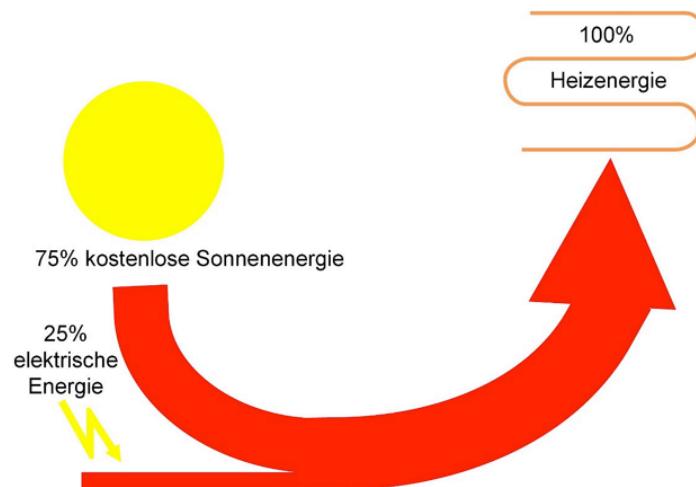 100%
Heizenergie
75% kostenlose Sonnenenergie
25%
elektrische
Energie